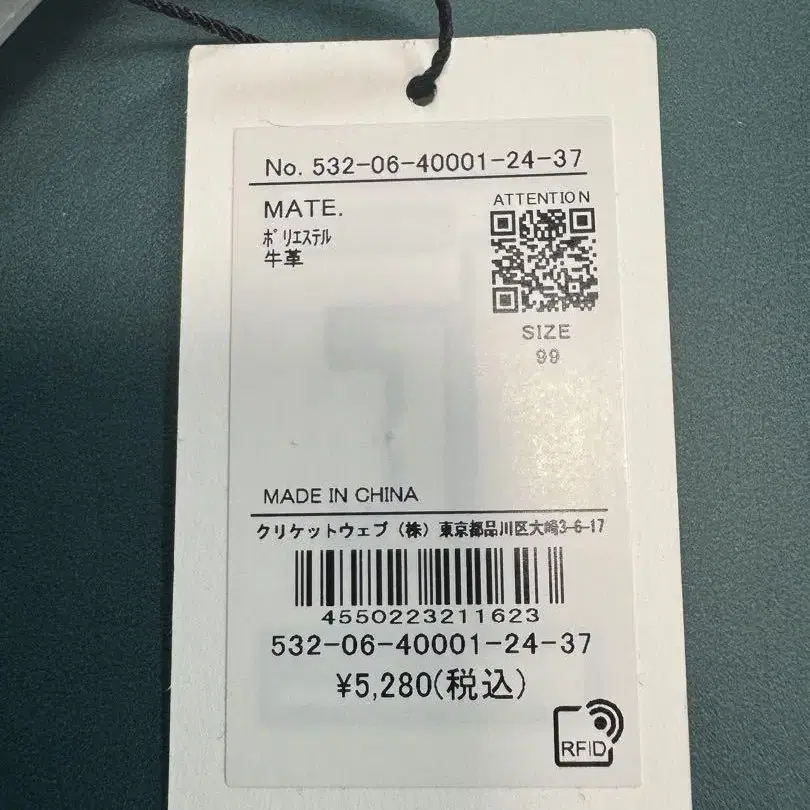 No. 532-06-40001-24-37
MATE.
ポリエステル
牛革
ATTENTION
SIZE
99
MADE IN CHINA
クリケットウェブ（株）東京都品川区大崎3-6-17
4550223211623
532-06-40001-24-37
¥5,280(税込)
RFID